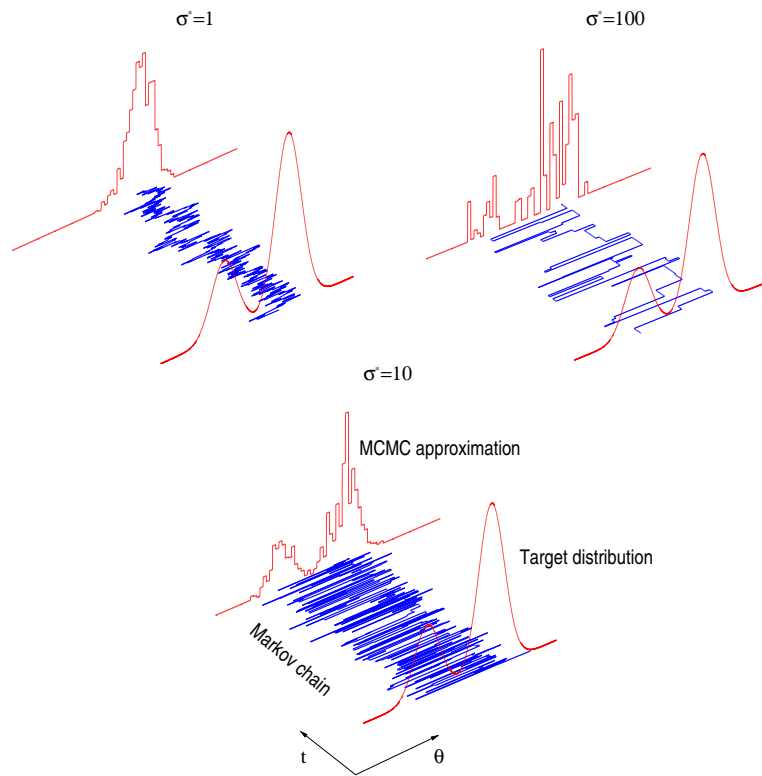 σ*=1
σ*=100
σ*=10
MCMC approximation
Target distribution
Markov chain
t
θ